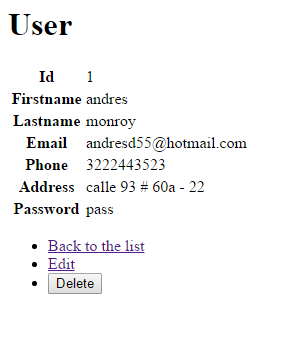 User
Id 1
Firstname andres
Lastname monroy
Email andresd55@hotmail.com
Phone 3222443523
Address calle 93 # 60a - 22
Password pass
Back to the list
Edit
Delete